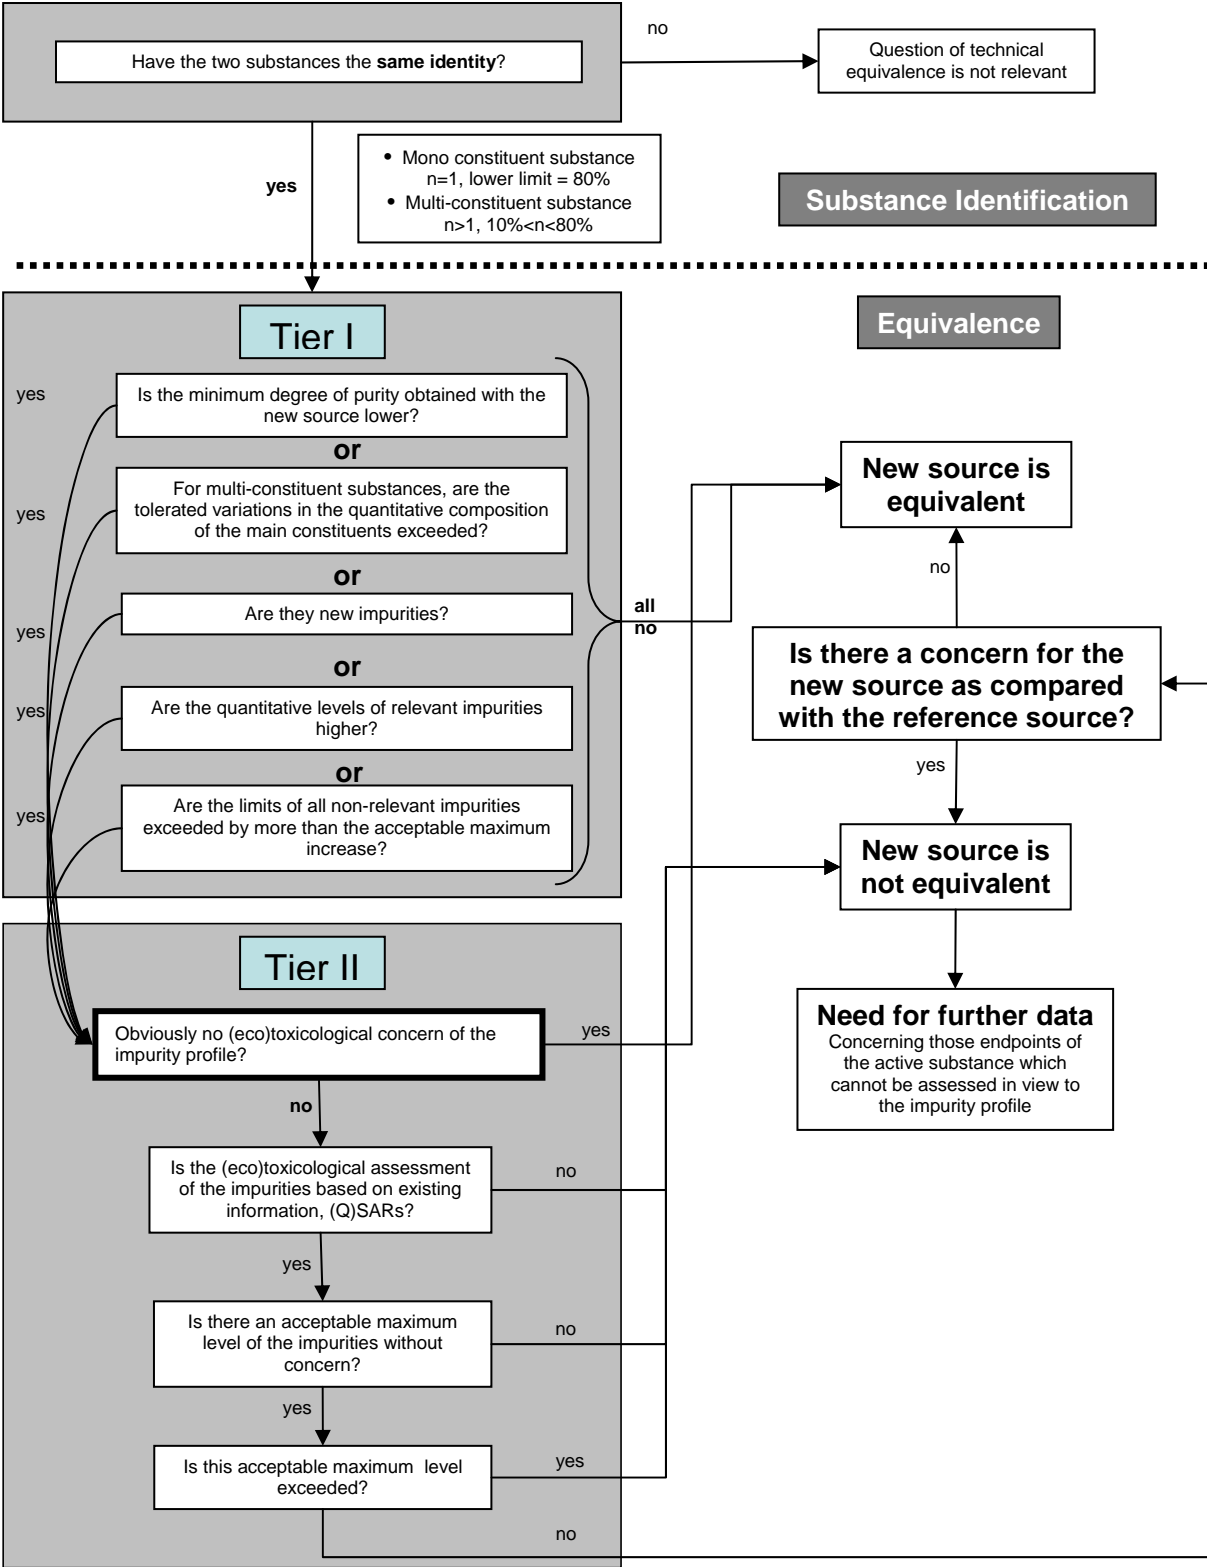 Have the two substances the same identity?
no
Question of technical
equivalence is not relevant
yes
• Mono constituent substance
n=1, lower limit = 80%
• Multi-constituent substance
n>1, 10%<n<80%
Substance Identification
Tier I
Equivalence
yes
Is the minimum degree of purity obtained with the
new source lower?
or
yes
For multi-constituent substances, are the
tolerated variations in the quantitative composition
of the main constituents exceeded?
or
yes
Are they new impurities?
or
yes
Are the quantitative levels of relevant impurities
higher?
or
yes
Are the limits of all non-relevant impurities
exceeded by more than the acceptable maximum
increase?
all
no
New source is
equivalent
no
Is there a concern for the
new source as compared
with the reference source?
yes
New source is
not equivalent
Need for further data
Concerning those endpoints of
the active substance which
cannot be assessed in view to
the impurity profile
Tier II
Obviously no (eco)toxicological concern of the
impurity profile?
yes
no
Is the (eco)toxicological assessment
of the impurities based on existing
information, (Q)SARs?
no
yes
Is there an acceptable maximum
level of the impurities without
concern?
no
yes
Is this acceptable maximum level
exceeded?
yes
no